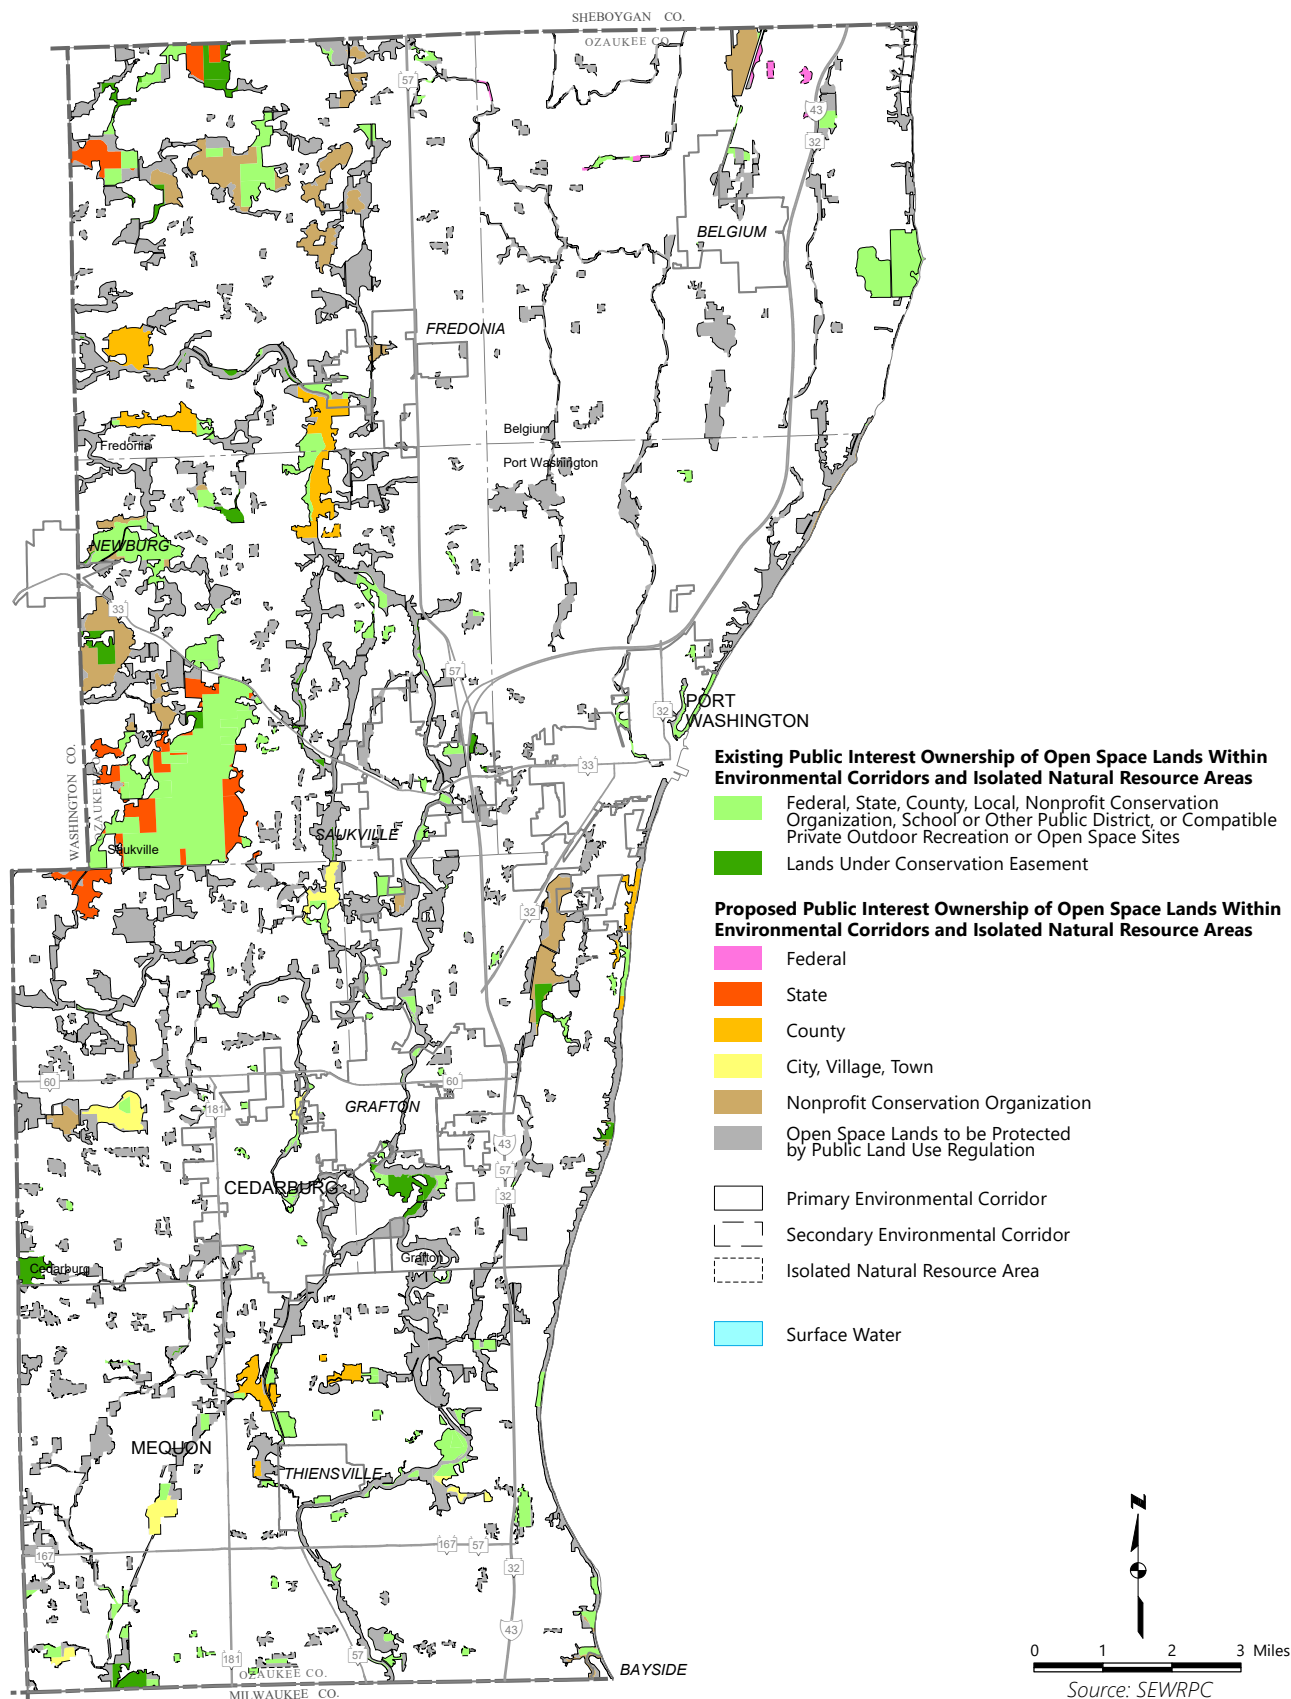 SHEBOYGAN CO.
OZAUKEE CO.
57
43
32
BELGIUM
FREDONIA
Belgium
Fredonia
Port Washington
NEWBURG
33
57
PORT
WASHINGTON
32
33
WASHINGTON CO.
OZAUKEE CO.
SAUKVILLE
Saukville
32
Existing Public Interest Ownership of Open Space Lands Within
Environmental Corridors and Isolated Natural Resource Areas
Federal, State, County, Local, Nonprofit Conservation
Organization, School or Other Public District, or Compatible
Private Outdoor Recreation or Open Space Sites
Lands Under Conservation Easement
Proposed Public Interest Ownership of Open Space Lands Within
Environmental Corridors and Isolated Natural Resource Areas
Federal
State
County
City, Village, Town
Nonprofit Conservation Organization
Open Space Lands to be Protected
by Public Land Use Regulation
Primary Environmental Corridor
Secondary Environmental Corridor
Isolated Natural Resource Area
Surface Water
60
60
181
GRAFTON
43
57
32
CEDARBURG
Grafton
Cedarburg
MEQUON
THIENSVILLE
167
167
57
32
43
181
57
OZAUKEE CO.
MILWAUKEE CO.
BAYSIDE
N
0 1 2 3 Miles
Source: SEWRPC